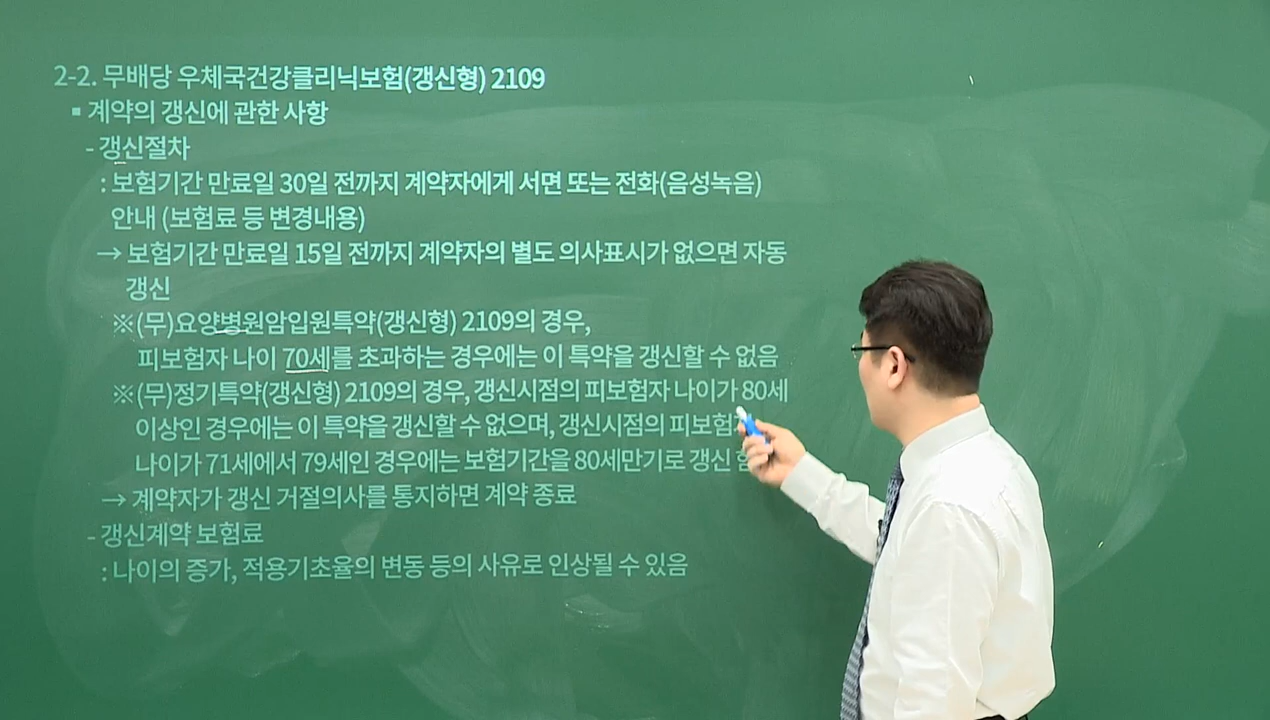 2-2. 무배당 우체국건강클리닉보험(갱신형) 2109
▪ 계약의 갱신에 관한 사항
- 갱신절차
: 보험기간 만료일 30일 전까지 계약자에게 서면 또는 전화(음성녹음)
안내 (보험료 등 변경내용)
→ 보험기간 만료일 15일 전까지 계약자의 별도 의사표시가 없으면 자동
갱신
※(무)요양병원암입원특약(갱신형) 2109의 경우,
피보험자 나이 70세를 초과하는 경우에는 이 특약을 갱신할 수 없음
※(무)정기특약(갱신형) 2109의 경우, 갱신시점의 피보험자 나이가 80세
이상인 경우에는 이 특약을 갱신할 수 없으며, 갱신시점의
나이가 71세에서 79세인 경우에는 보험기간을 80세만기로 갱신
→ 계약자가 갱신 거절의사를 통지하면 계약 종료
- 갱신계약 보험료
: 나이의 증가, 적용기초율의 변동 등의 사유로 인상될 수 있음